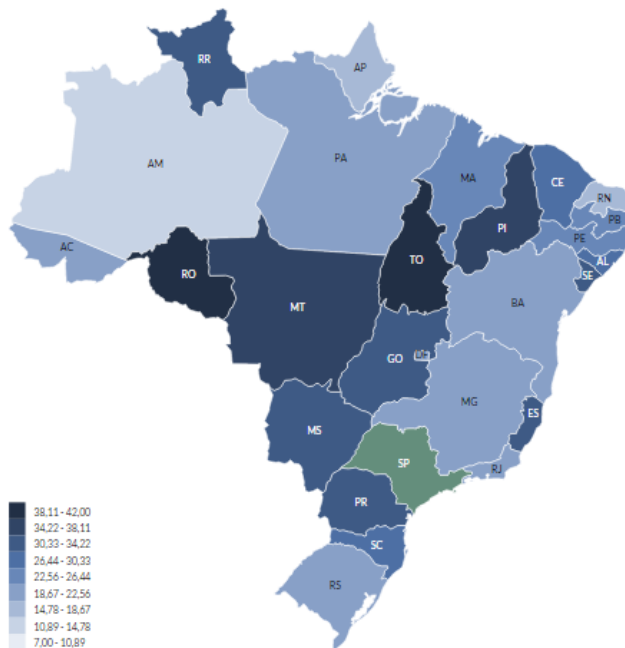 RR
AP
AM
PA
MA
CE
RN
PB
PI
PE
AC
AL
TO
RO
SE
BA
MT
GO
DF
MG
ES
MS
SP
RJ
PR
SC
RS
38,11 - 42,00
34,22 - 38,11
30,33 - 34,22
26,44 - 30,33
22,56 - 26,44
18,67 - 22,56
14,78 - 18,67
10,89 - 14,78
7,00 - 10,89